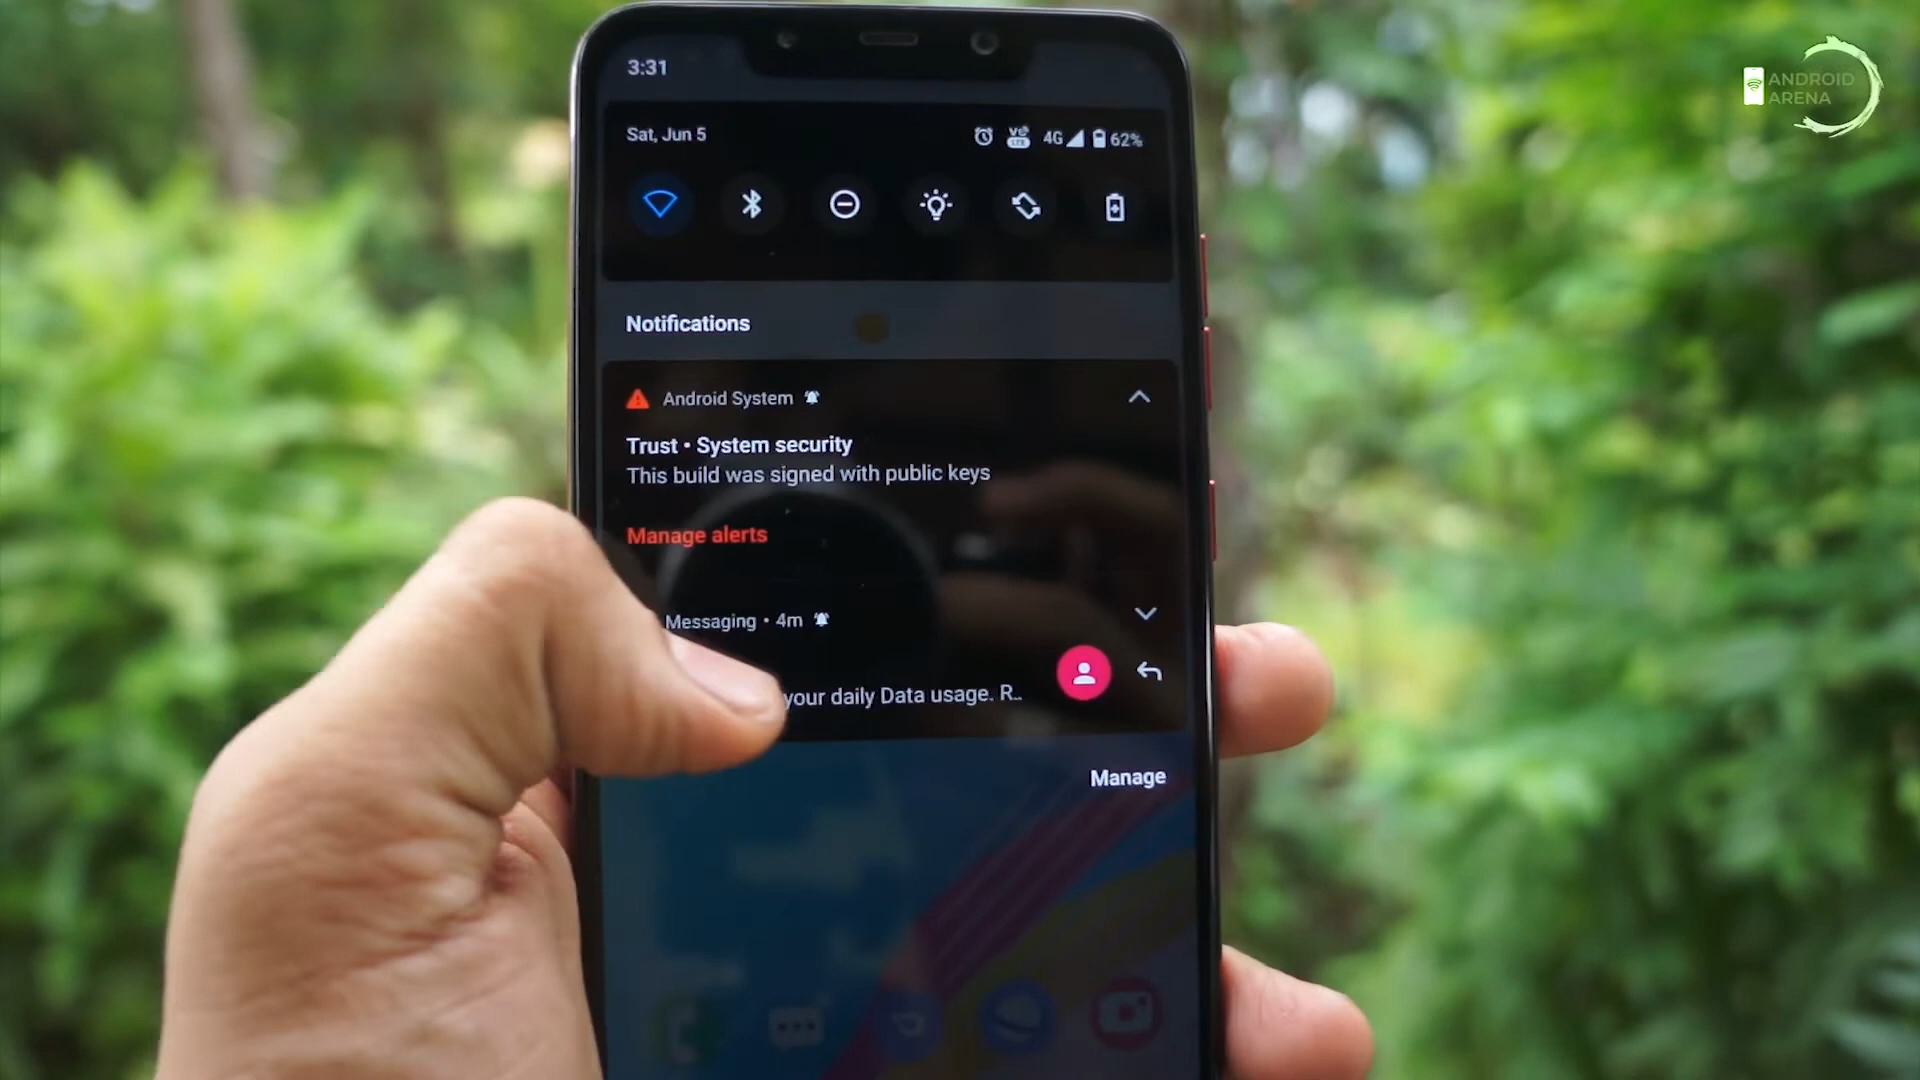 ANDROID
ARENA
3:31
Sat, Jun 5
4G 62%
Notifications
Android System
Trust • System security
This build was signed with public keys
Manage alerts
Messaging • 4m
your daily Data usage. R..
Manage